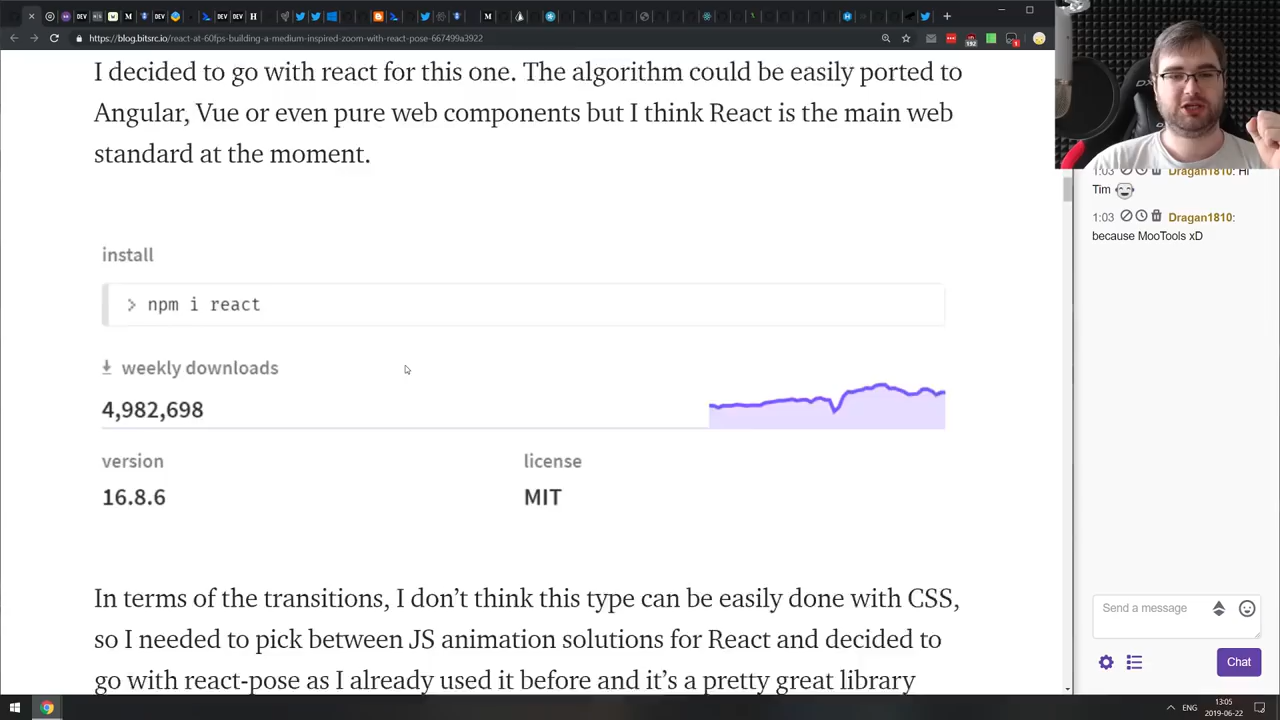 DEV
DEV
DEV
H
M
https://blog.bitsrc.io/react-at-60fps-building-a-medium-inspired-zoom-with-react-pose-667499a3922
192
1
I decided to go with react for this one. The algorithm could be easily ported to
Angular, Vue or even pure web components but I think React is the main web
standard at the moment.
install
> npm i react
weekly downloads
4,982,698
version
license
16.8.6
MIT
In terms of the transitions, I don’t think this type can be easily done with CSS,
so I needed to pick between JS animation solutions for React and decided to
go with react-pose as I already used it before and it’s a pretty great library
1:03 Dragan1810: Hi
Tim
1:03 Dragan1810:
because MooTools xD
Send a message
Chat
ENG
13:05
2019-06-22